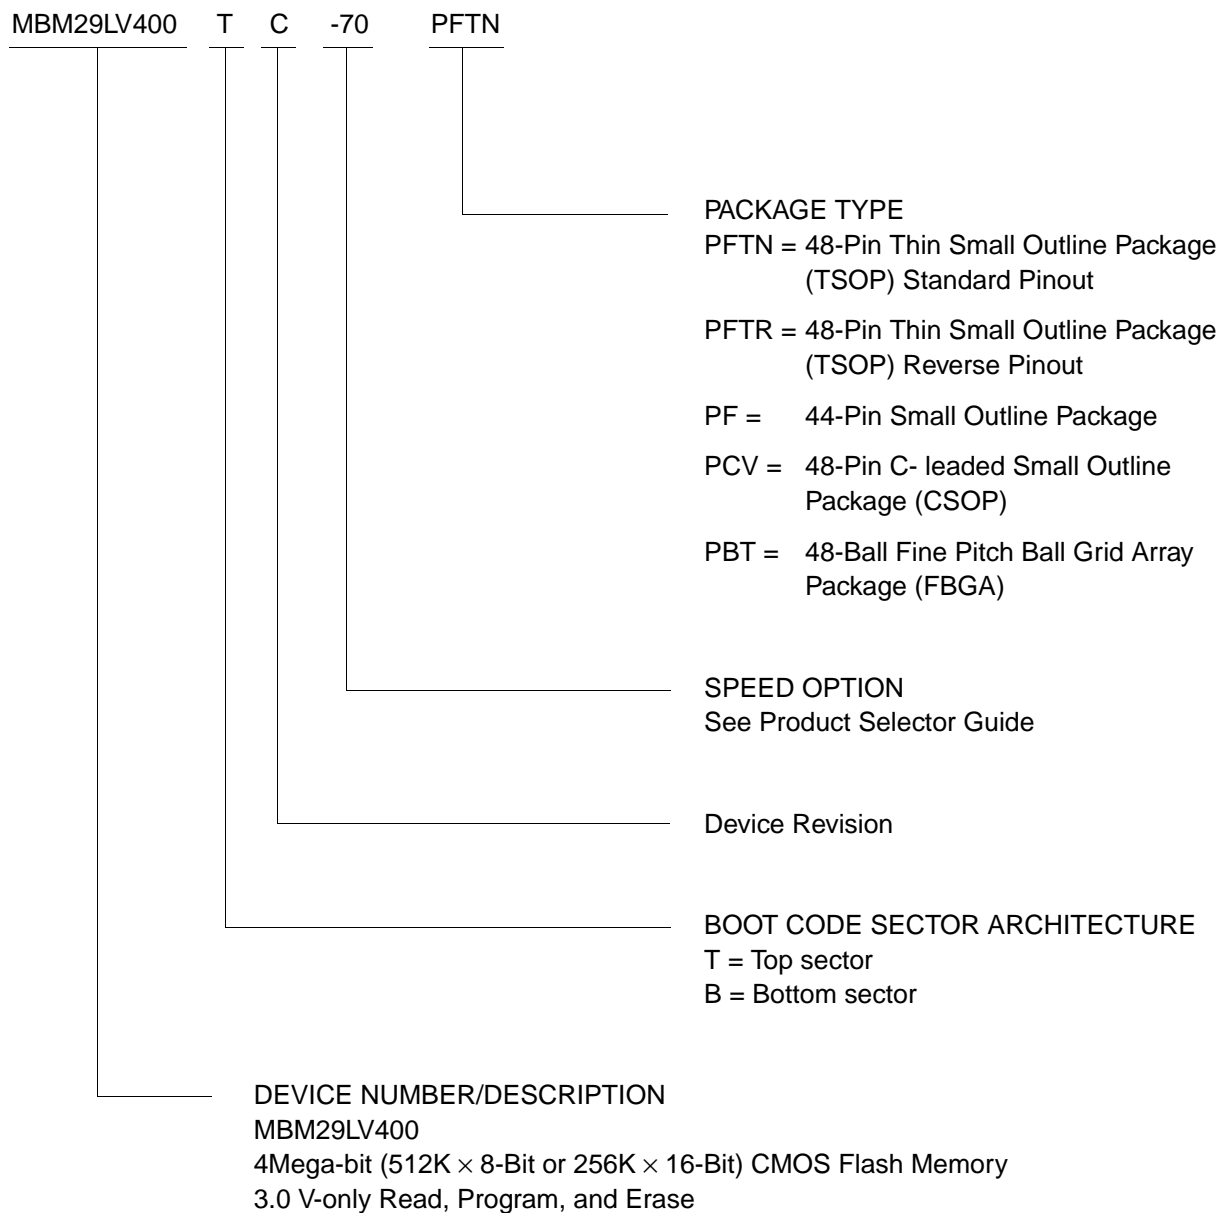 MBM29LV400 T C -70 PFTN
PACKAGE TYPE
PFTN = 48-Pin Thin Small Outline Package
(TSOP) Standard Pinout
PFTR = 48-Pin Thin Small Outline Package
(TSOP) Reverse Pinout
PF = 44-Pin Small Outline Package
PCV = 48-Pin C- leaded Small Outline
Package (CSOP)
PBT = 48-Ball Fine Pitch Ball Grid Array
Package (FBGA)
SPEED OPTION
See Product Selector Guide
Device Revision
BOOT CODE SECTOR ARCHITECTURE
T = Top sector
B = Bottom sector
DEVICE NUMBER/DESCRIPTION
MBM29LV400
4Mega-bit (512K × 8-Bit or 256K × 16-Bit) CMOS Flash Memory
3.0 V-only Read, Program, and Erase